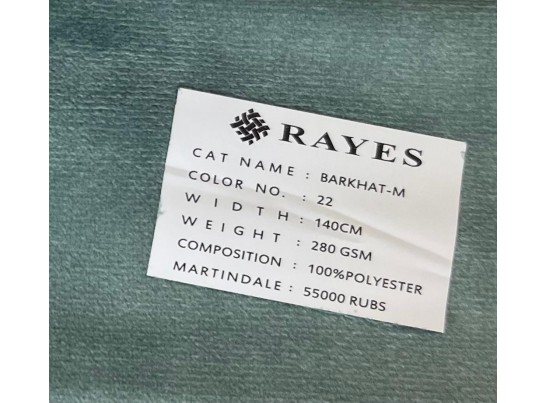 RAYES
CAT NAME : BARKHAT-M
COLOR NO. : 22
WIDTH : 140CM
WEIGHT : 280 GSM
COMPOSITION : 100%POLYESTER
MARTINDALE : 55000 RUBS